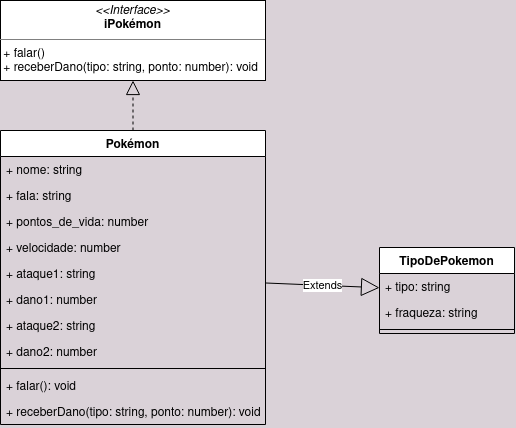 <<Interface>>
iPokémon
+ falar()
+ receberDano(tipo: string, ponto: number): void
Pokémon
+ nome: string
+ fala: string
+ pontos_de_vida: number
+ velocidade: number
+ ataque1: string
+ dano1: number
+ ataque2: string
+ dano2: number
+ falar(): void
+ receberDano(tipo: string, ponto: number): void
Extends
TipoDePokemon
+ tipo: string
+ fraqueza: string